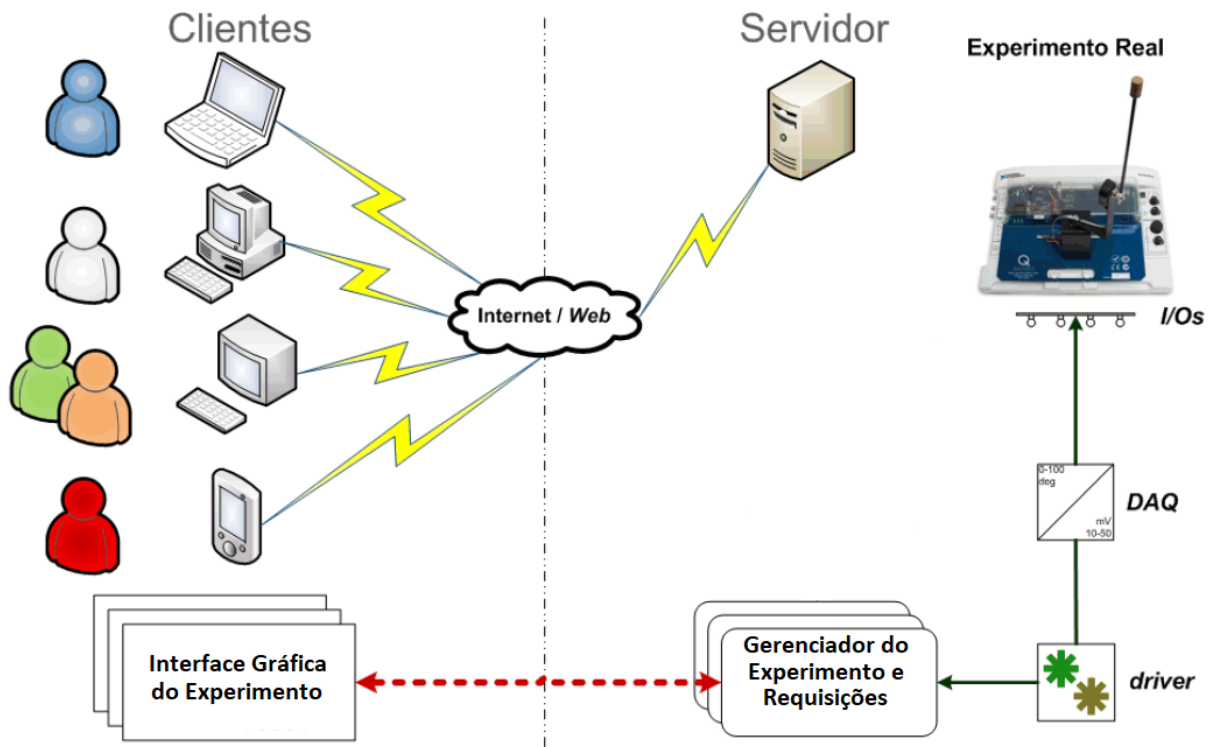 Clientes
Servidor
Experimento Real
Internet / Web
I/Os
0-100
deg
mV
10-50
DAQ
Interface Gráfica
do Experimento
Gerenciador do
Experimento e
Requisições
driver